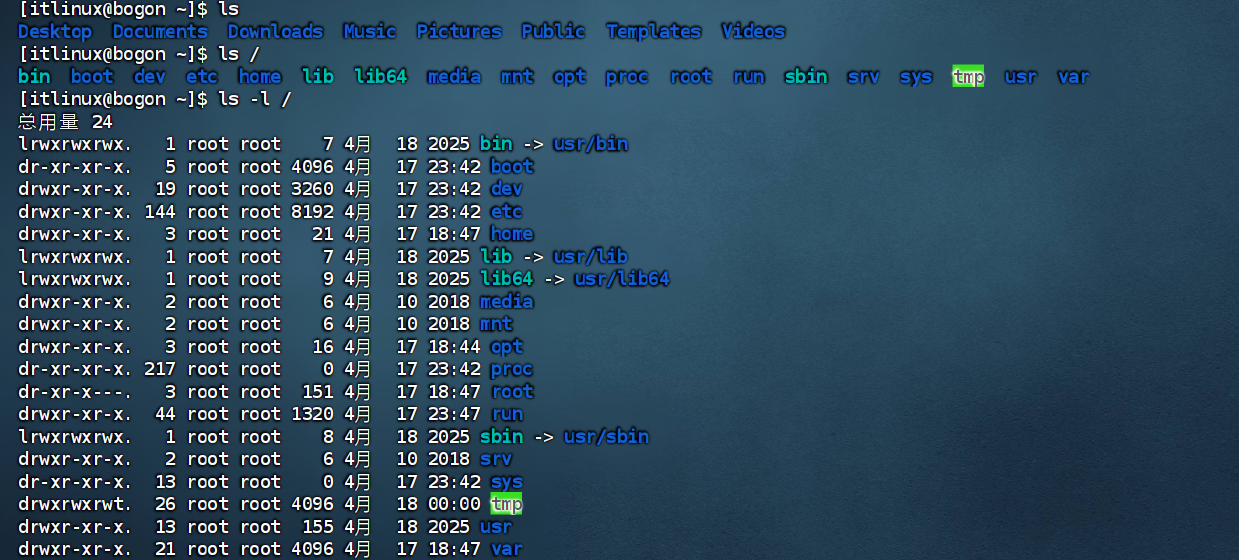 [itlinux@bogon ~]$ ls
Desktop  Documents  Downloads  Music  Pictures  Public  Templates  Videos
[itlinux@bogon ~]$ ls /
bin  boot  dev  etc  home  lib  lib64  media  mnt  opt  proc  root  run  sbin  srv  sys  tmp  usr  var
[itlinux@bogon ~]$ ls -l /
总用量 24
lrwxrwxrwx.   1 root root    7 4月  18 2025 bin -> usr/bin
dr-xr-xr-x.   5 root root 4096 4月  17 23:42 boot
drwxr-xr-x.  19 root root 3260 4月  17 23:42 dev
drwxr-xr-x. 144 root root 8192 4月  17 23:42 etc
drwxr-xr-x.   3 root root   21 4月  17 18:47 home
lrwxrwxrwx.   1 root root    7 4月  18 2025 lib -> usr/lib
lrwxrwxrwx.   1 root root    9 4月  18 2025 lib64 -> usr/lib64
drwxr-xr-x.   2 root root    6 4月  10 2018 media
drwxr-xr-x.   2 root root    6 4月  10 2018 mnt
drwxr-xr-x.   3 root root   16 4月  17 18:44 opt
dr-xr-xr-x. 217 root root    0 4月  17 23:42 proc
dr-xr-x---.   3 root root  151 4月  17 18:47 root
drwxr-xr-x.  44 root root 1320 4月  17 23:47 run
lrwxrwxrwx.   1 root root    8 4月  18 2025 sbin -> usr/sbin
drwxr-xr-x.   2 root root    6 4月  10 2018 srv
dr-xr-xr-x.  13 root root    0 4月  17 23:42 sys
drwxrwxrwt.  26 root root 4096 4月  18 00:00 tmp
drwxr-xr-x.  13 root root  155 4月  18 2025 usr
drwxr-xr-x.  21 root root 4096 4月  17 18:47 var